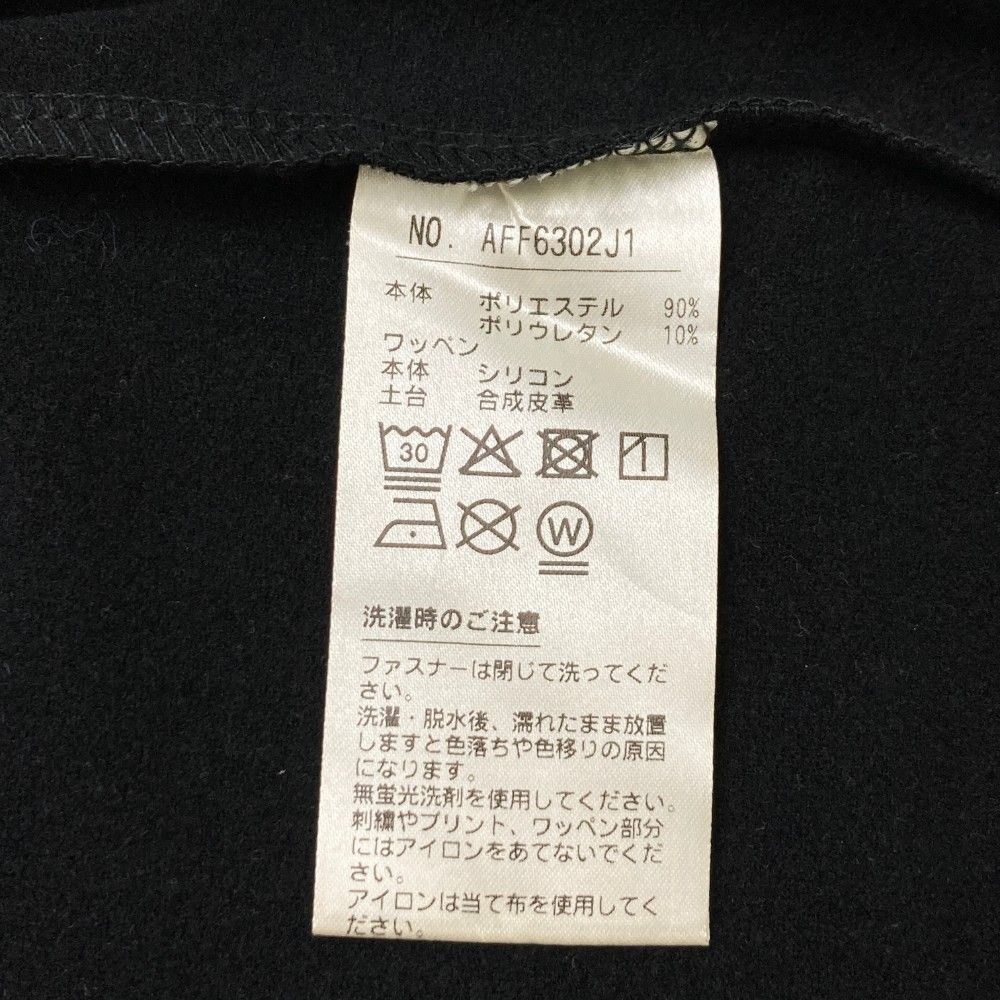 NO. AFF6302J1
本体 ポリエステル 90%
ポリウレタン 10%
ワッペン
本体 シリコン
土台 合成皮革
30
W
洗濯時のご注意
ファスナーは閉じて洗ってくだ
さい。
洗濯・脱水後、濡れたまま放置
しますと色落ちや色移りの原因
になります。
無蛍光洗剤を使用してください。
刺繍やプリント、ワッペン部分
にはアイロンをあてないでくだ
さい。
アイロンは当て布を使用してく
ださい。